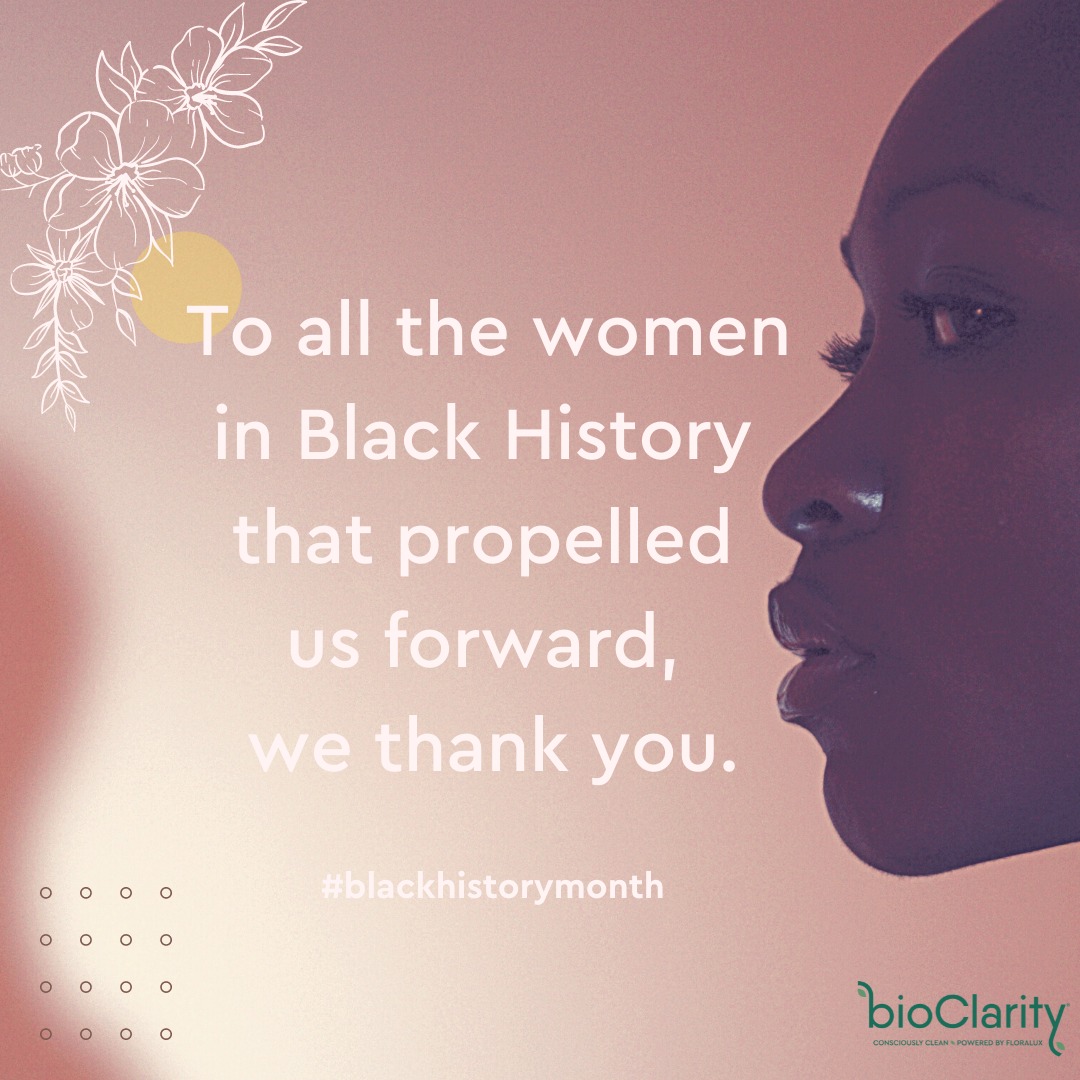 To all the women
in Black History
that propelled
us forward,
we thank you.
#blackhistorymonth
bioClarity®
CONSCIOUSLY CLEAN POWERED BY FLORALUX